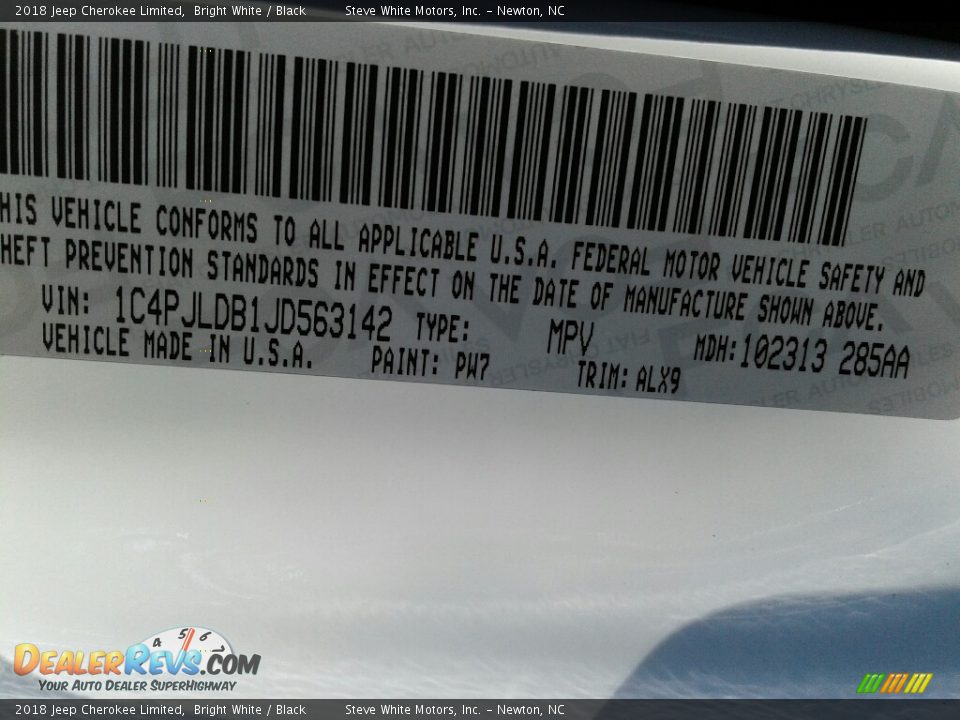 2018 Jeep Cherokee Limited, Bright White / Black Steve White Motors, Inc. – Newton, NC
HIS VEHICLE CONFORMS TO ALL APPLICABLE U.S.A. FEDERAL MOTOR VEHICLE SAFETY AND
HEFT PREVENTION STANDARDS IN EFFECT ON THE DATE OF MANUFACTURE SHOWN ABOVE.
VIN: 1C4PJLDB1JD563142 TYPE: MPV MDH:102313 285AA
VEHICLE MADE IN U.S.A. PAINT: PW7 TRIM: ALX9
4 5 6
DEALERREVS.COM
YOUR AUTO DEALER SUPERHIGHWAY
2018 Jeep Cherokee Limited, Bright White / Black Steve White Motors, Inc. – Newton, NC